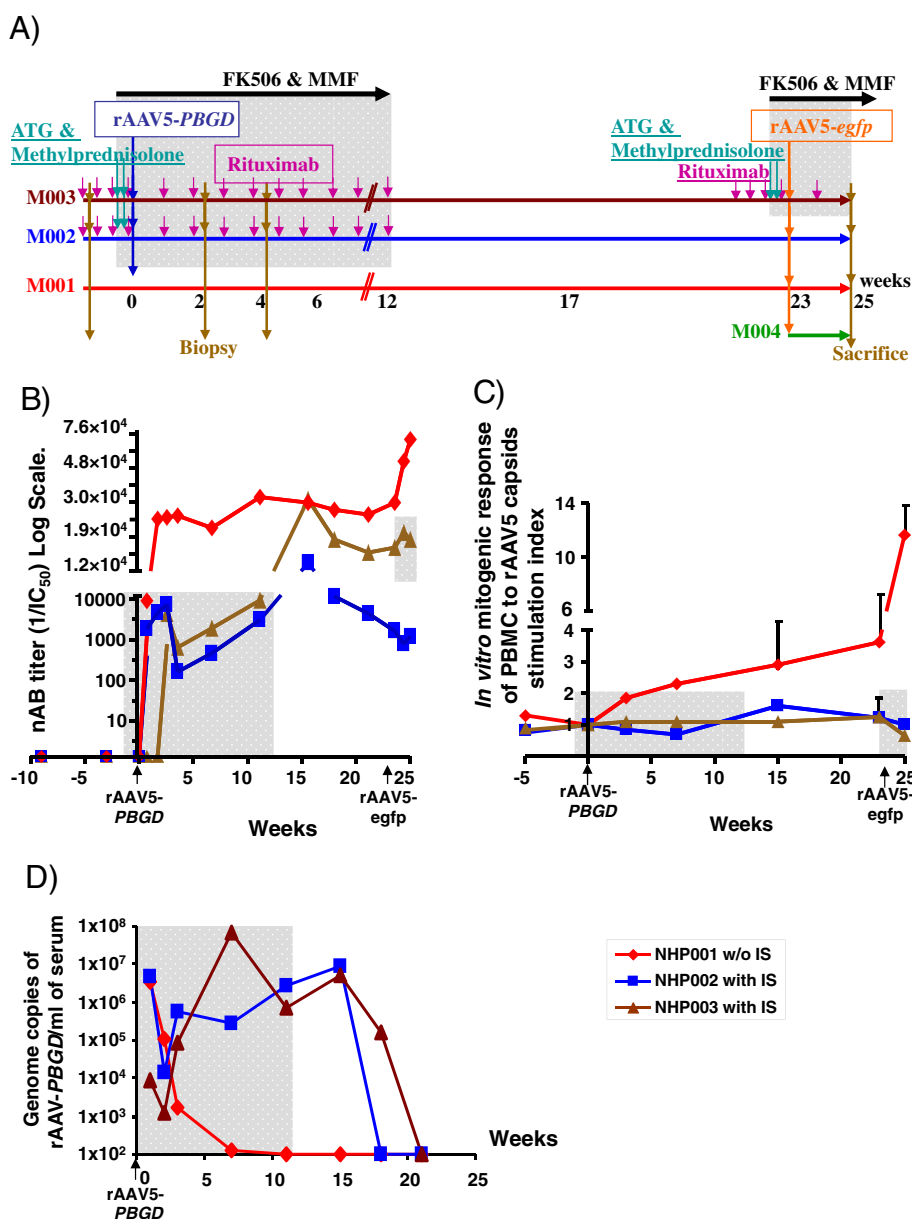 A)
FK506 & MMF
FK506 & MMF
rAAV5-PBGD
rAAV5-egfp
ATG &
Methylprednisolone
ATG &
Methylprednisolone
Rituximab
Rituximab
M003
M002
M001
weeks
0 2 4 6 12 17 23 25
M004
Biopsy
Sacrifice
B)
nAB titer (1/IC50) Log Scale.
7.6×10⁴
4.8×10⁴
3.0×10⁴
1.9×10⁴
1.2×10⁴
10000
1000
100
10
-10 -5 0 5 10 15 20 25
rAAV5-
PBGD
rAAV5-
egfp
Weeks
C)
In vitro mitogenic response
of PBMC to rAAV5 capsids
stimulation index
14
12
10
8
6
4
3
2
1
-5 0 5 10 15 20 25
rAAV5-
PBGD
rAAV5-
egfp
Weeks
D)
Genome copies of
rAAV-PBGD/ml of serum
1x10⁸
1x10⁷
1x10⁶
1x10⁵
1x10⁴
1x10³
1x10²
Weeks
0 5 10 15 20 25
rAAV5-
PBGD
NHP001 w/o IS
NHP002 with IS
NHP003 with IS